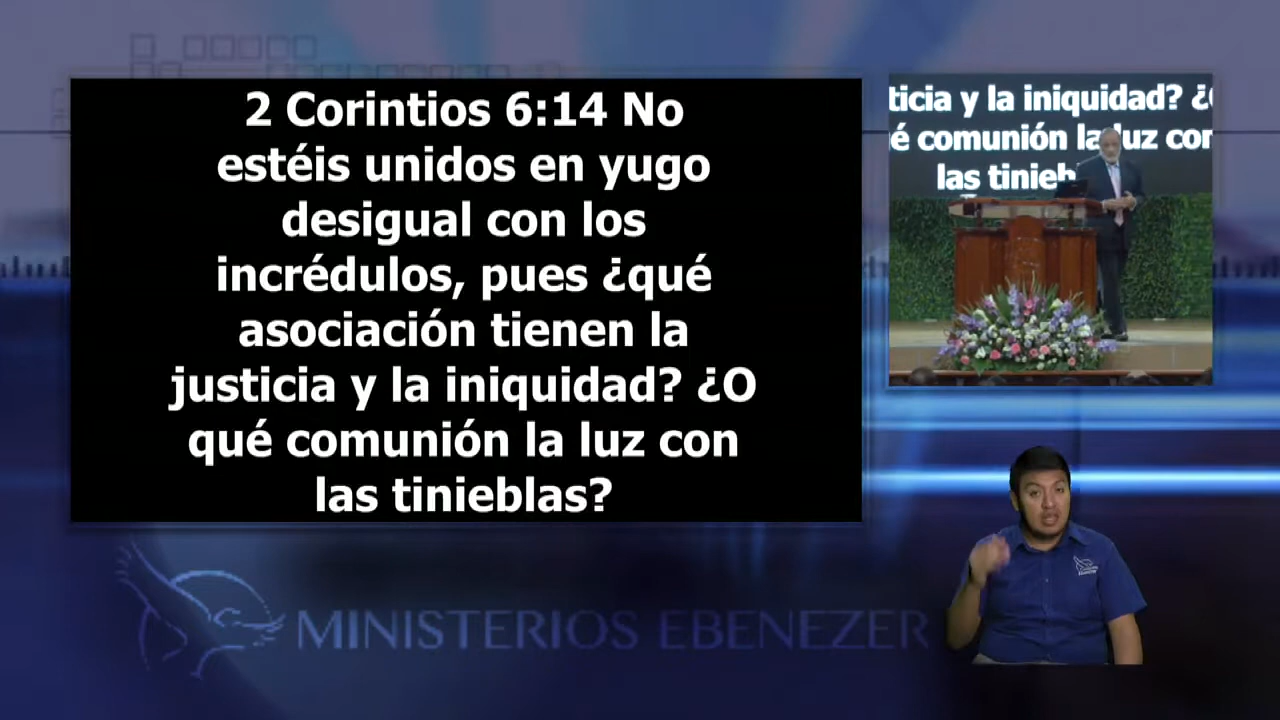 2 Corintios 6:14 No
estéis unidos en yugo
desigual con los
incrédulos, pues ¿qué
asociación tienen la
justicia y la iniquidad? ¿O
qué comunión la luz con
las tinieblas?
ticia y la iniquidad? ¿
é comunión la luz con
las tinieb
MINISTERIOS EBENEZER